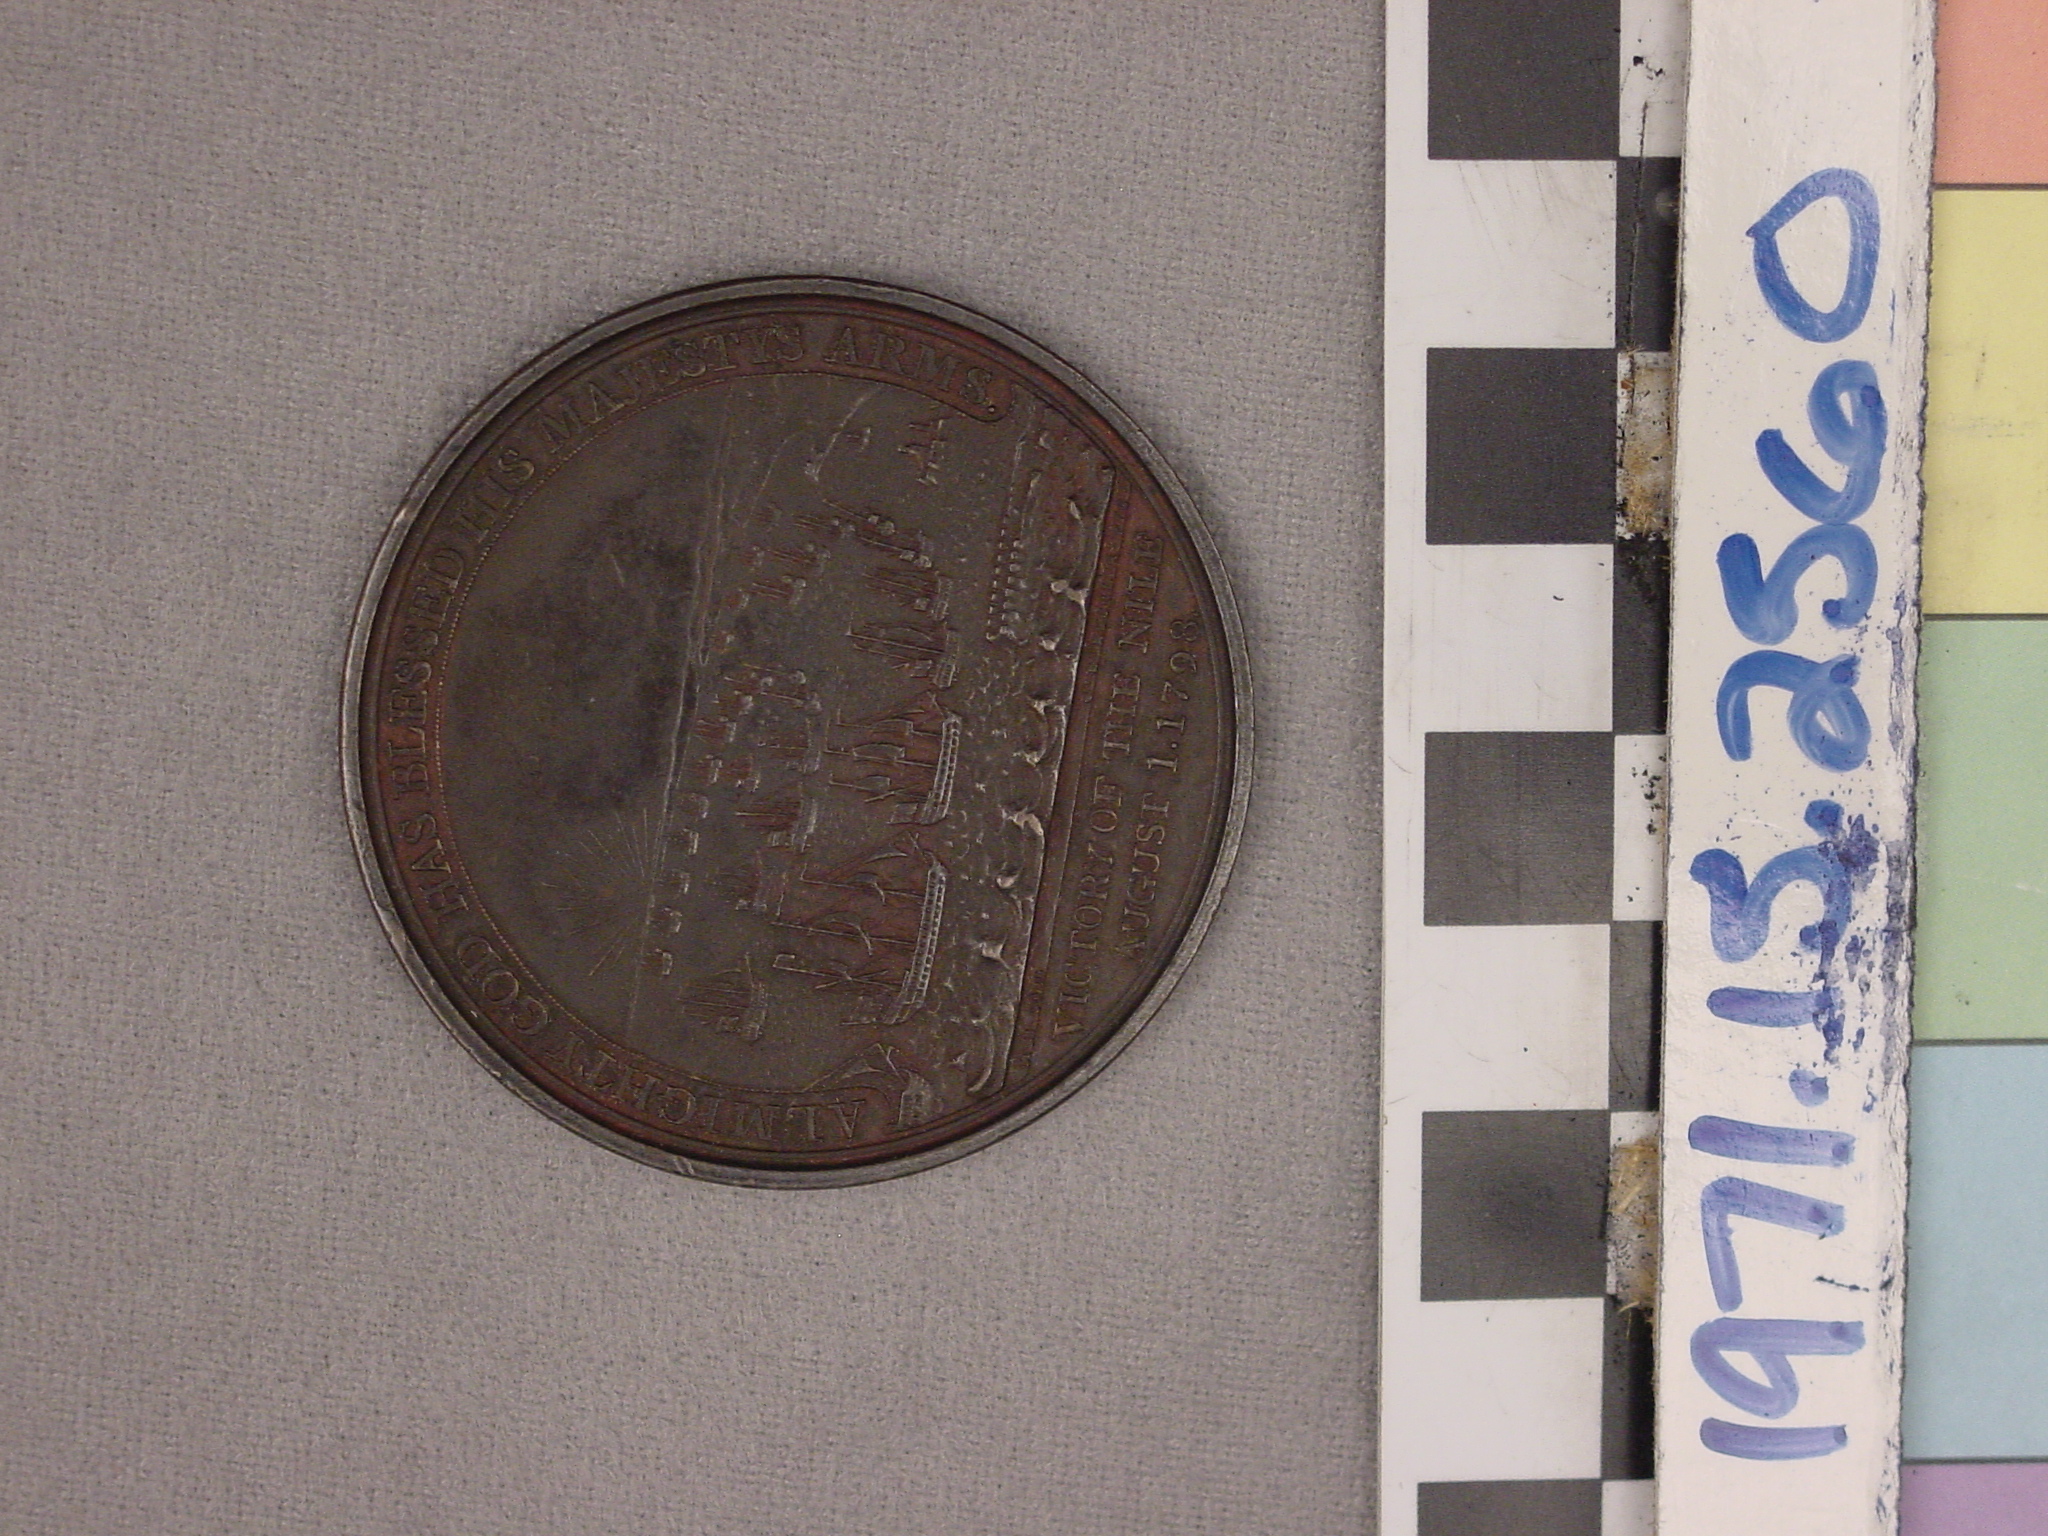 ALMIGHTY GOD HAS BLESSED HIS MAJESTY'S ARMS.
VICTORY OF THE NILE
AUGUST 1.1798.
1971.15.2560